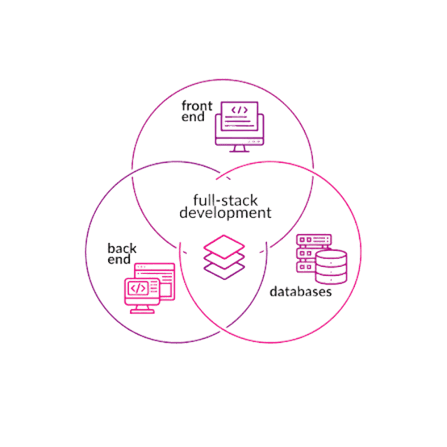 front
end
full-stack
development
back
end
databases